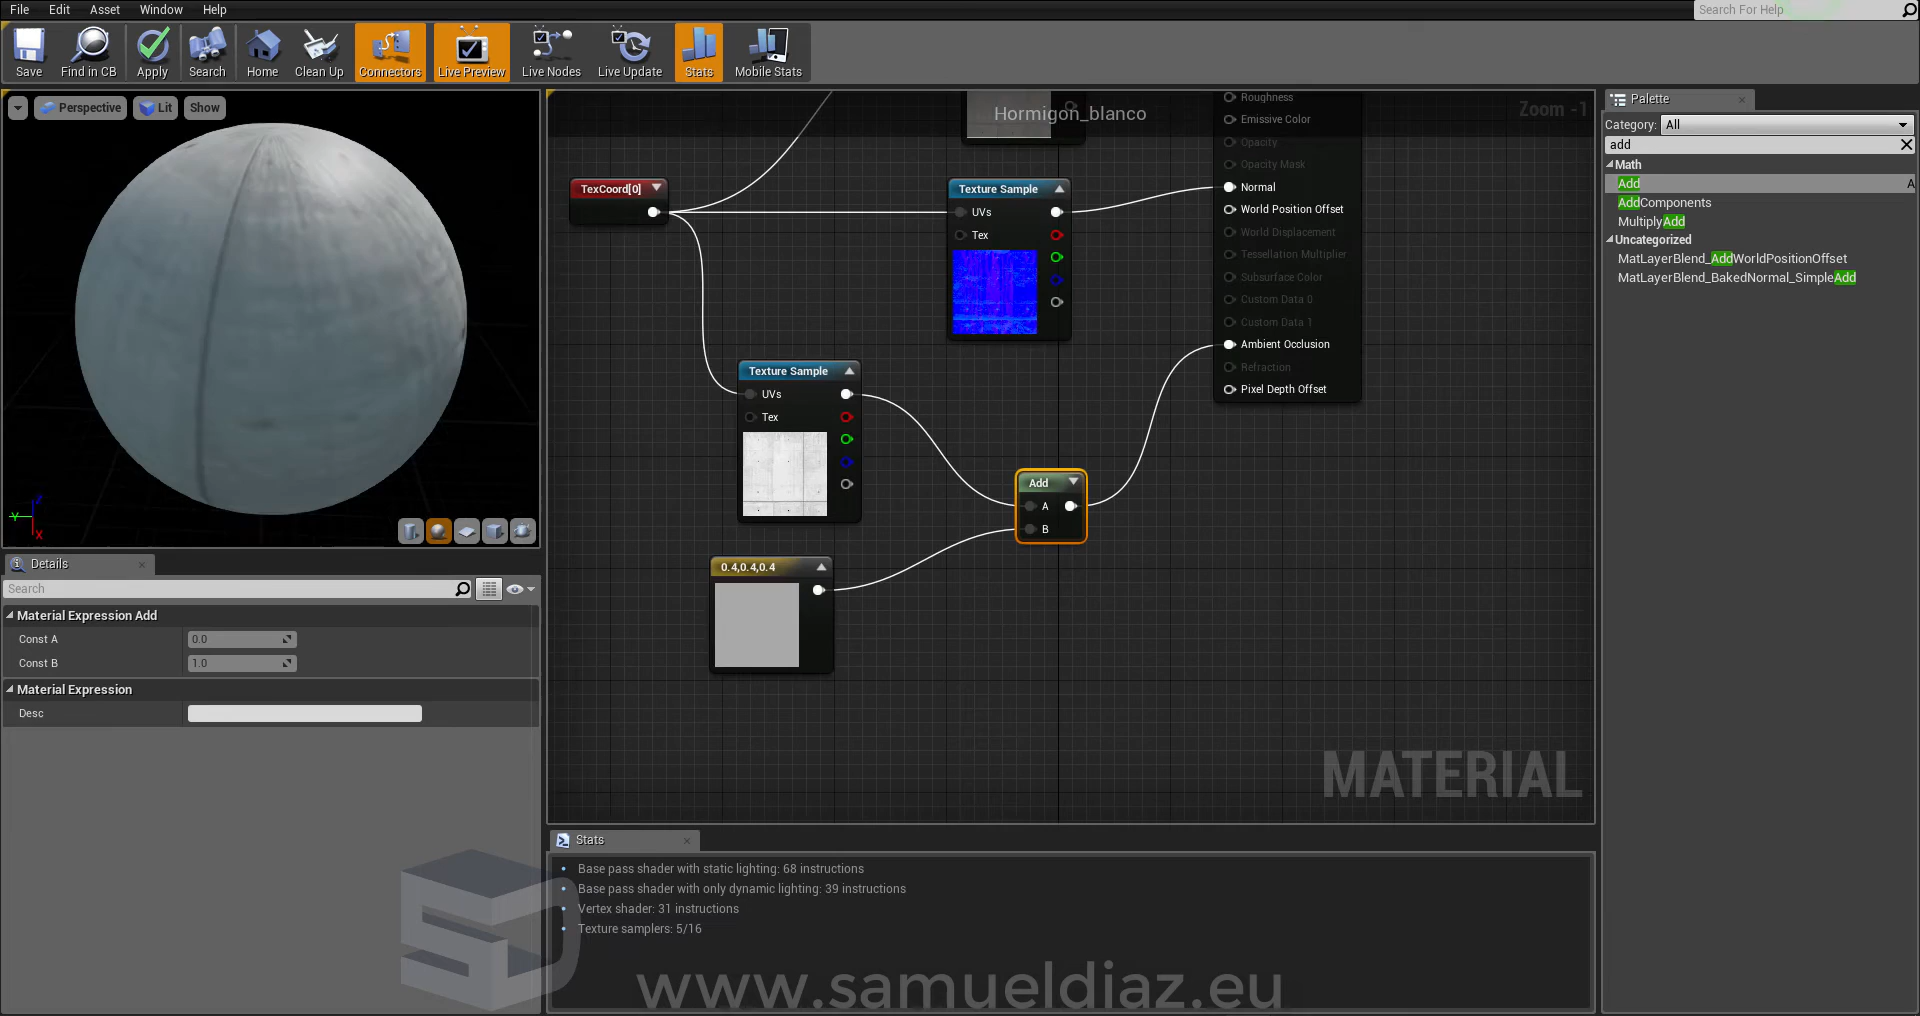 File Edit Asset Window Help
Search For Help
Save Find in CB Apply Search Home Clean Up Connectors Live Preview Live Nodes Live Update Stats Mobile Stats
Perspective Lit Show
Hormigon_blanco
Zoom -1
Palette
Category: All
add
Math
Add A
AddComponents
MultiplyAdd
Uncategorized
MatLayerBlend_AddWorldPositionOffset
MatLayerBlend_BakedNormal_SimpleAdd
TexCoord[0]
Texture Sample
UVs
Tex
Roughness
Emissive Color
Opacity
Opacity Mask
Normal
World Position Offset
World Displacement
Tessellation Multiplier
Subsurface Color
Custom Data 0
Custom Data 1
Ambient Occlusion
Refraction
Pixel Depth Offset
Texture Sample
UVs
Tex
Add
A
B
0.4,0.4,0.4
MATERIAL
Y
Z
X
Details
Search
Material Expression Add
Const A 0.0
Const B 1.0
Material Expression
Desc
Stats
Base pass shader with static lighting: 68 instructions
Base pass shader with only dynamic lighting: 39 instructions
Vertex shader: 31 instructions
Texture samplers: 5/16
www.samueldiaz.eu